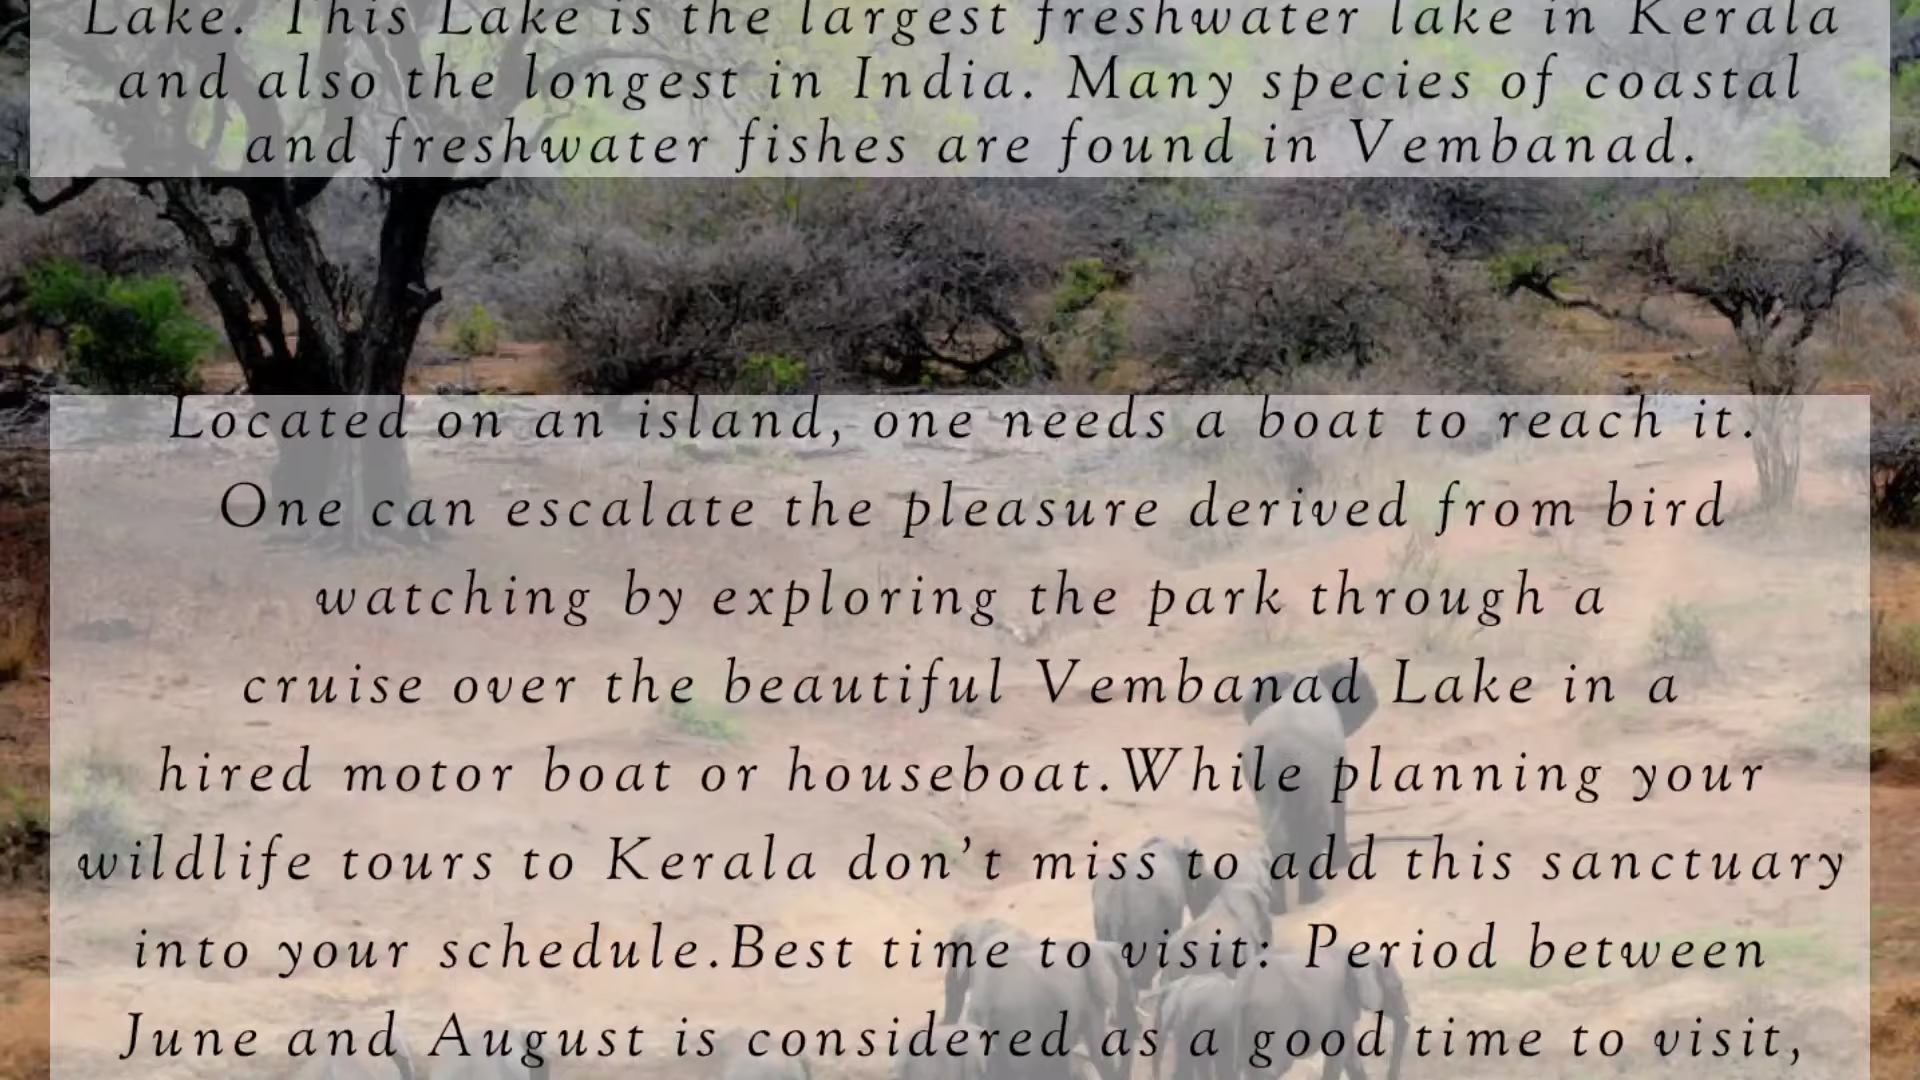 Lake. This Lake is the largest freshwater lake in Kerala
and also the longest in India. Many species of coastal
and freshwater fishes are found in Vembanad.
Located on an island, one needs a boat to reach it.
One can escalate the pleasure derived from bird
watching by exploring the park through a
cruise over the beautiful Vembanad Lake in a
hired motor boat or houseboat.While planning your
wildlife tours to Kerala don’t miss to add this sanctuary
into your schedule.Best time to visit: Period between
June and August is considered as a good time to visit,